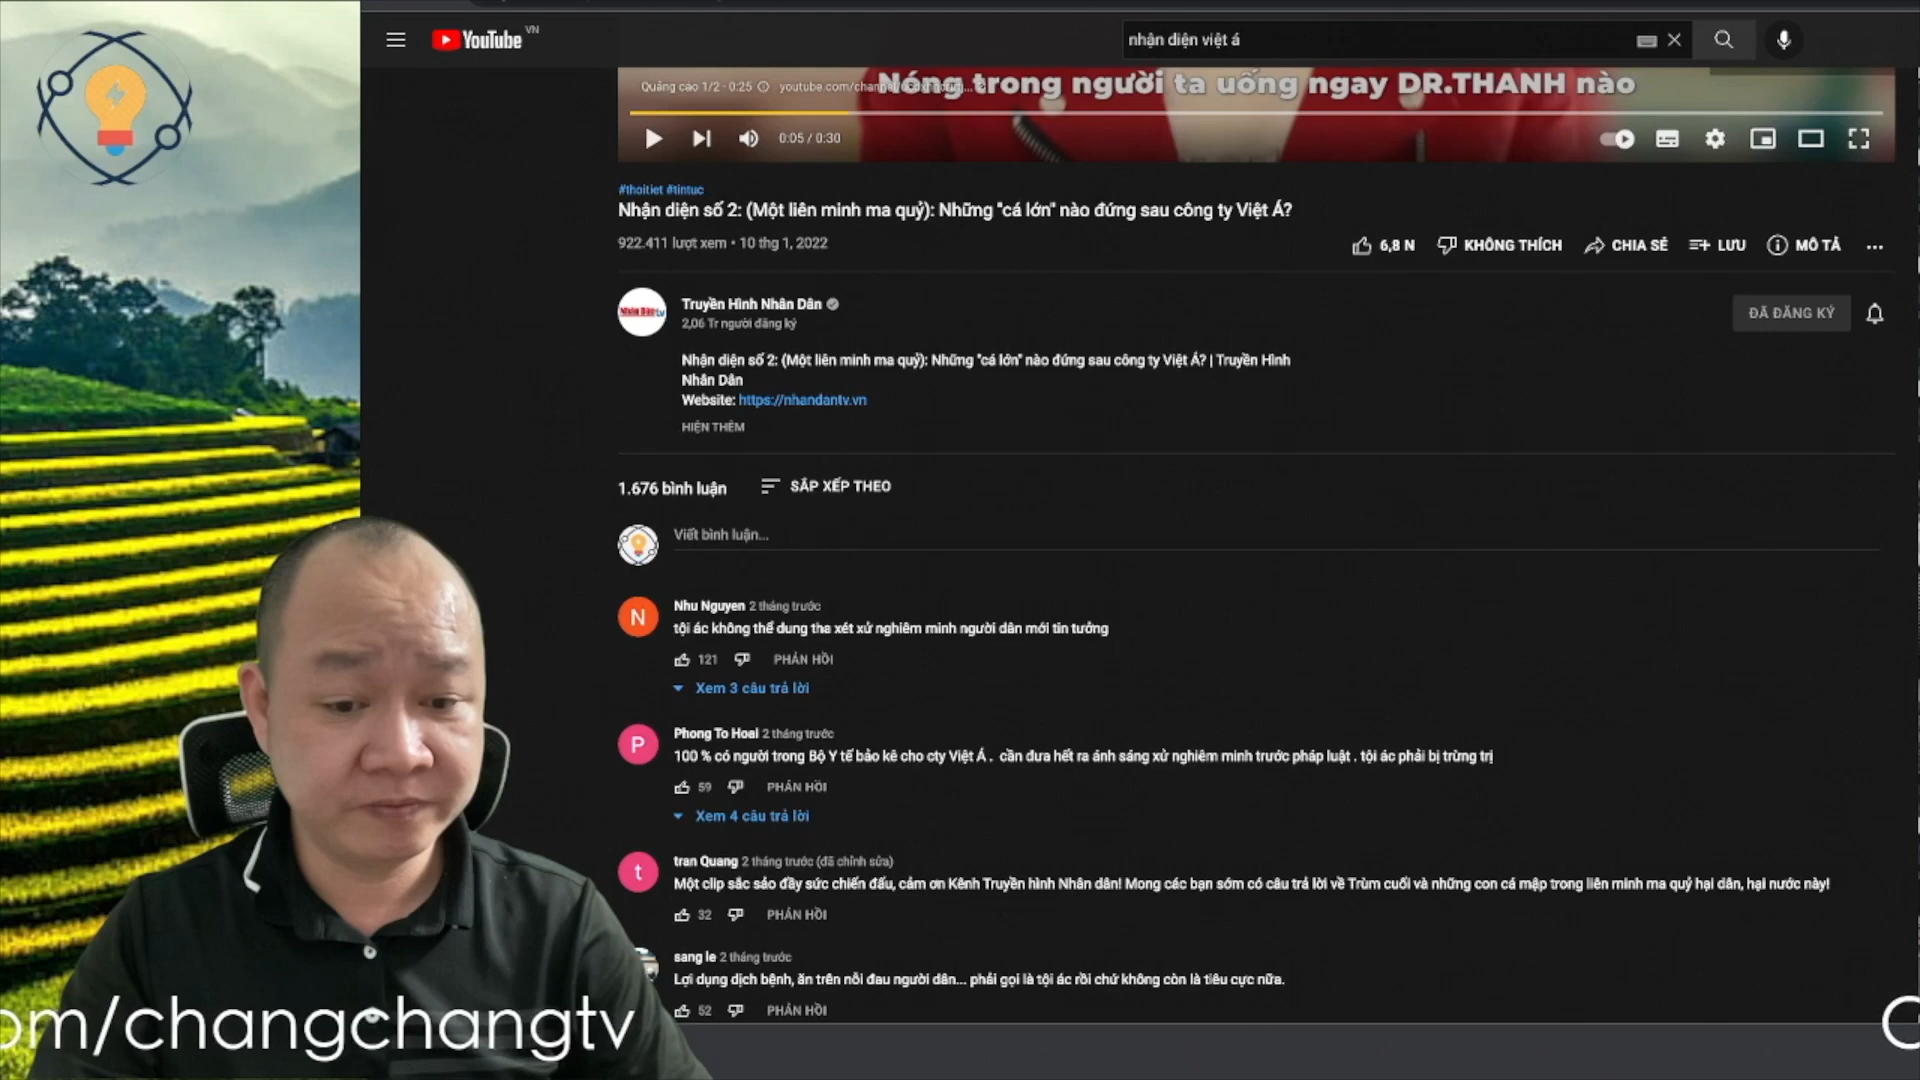 YouTube VN
nhận diện việt á
Nóng trong người ta uống ngay DR.THANH nào
Quảng cáo 1/2 · 0:25
0:05 / 0:30
#thoitiet #tintuc
Nhận diện số 2: (Một liên minh ma quỷ): Những "cá lớn" nào đứng sau công ty Việt Á?
922.411 lượt xem • 10 thg 1, 2022
6,8 N KHÔNG THÍCH CHIA SẺ LƯU MÔ TẢ
Nhân Dân tv
Truyền Hình Nhân Dân
2,06 Tr người đăng ký
ĐÃ ĐĂNG KÝ
Nhận diện số 2: (Một liên minh ma quỷ): Những "cá lớn" nào đứng sau công ty Việt Á? | Truyền Hình
Nhân Dân
Website: https://nhandantv.vn
HIỆN THÊM
1.676 bình luận SẮP XẾP THEO
Viết bình luận...
N
Nhu Nguyen 2 tháng trước
tội ác không thể dung tha xét xử nghiêm minh người dân mới tin tưởng
121 PHẢN HỒI
Xem 3 câu trả lời
P
Phong To Hoai 2 tháng trước
100 % có người trong Bộ Y tế bảo kê cho cty Việt Á . cần đưa hết ra ánh sáng xử nghiêm minh trước pháp luật . tội ác phải bị trừng trị
59 PHẢN HỒI
Xem 4 câu trả lời
t
tran Quang 2 tháng trước (đã chỉnh sửa)
Một clip sắc sảo đầy sức chiến đấu, cảm ơn Kênh Truyền hình Nhân dân! Mong các bạn sớm có câu trả lời về Trùm cuối và những con cá mập trong liên minh ma quỷ hại dân, hại nước này!
32 PHẢN HỒI
sang le 2 tháng trước
Lợi dụng dịch bệnh, ăn trên nỗi đau người dân... phải gọi là tội ác rồi chứ không còn là tiêu cực nữa.
52 PHẢN HỒI
om/changchangtv